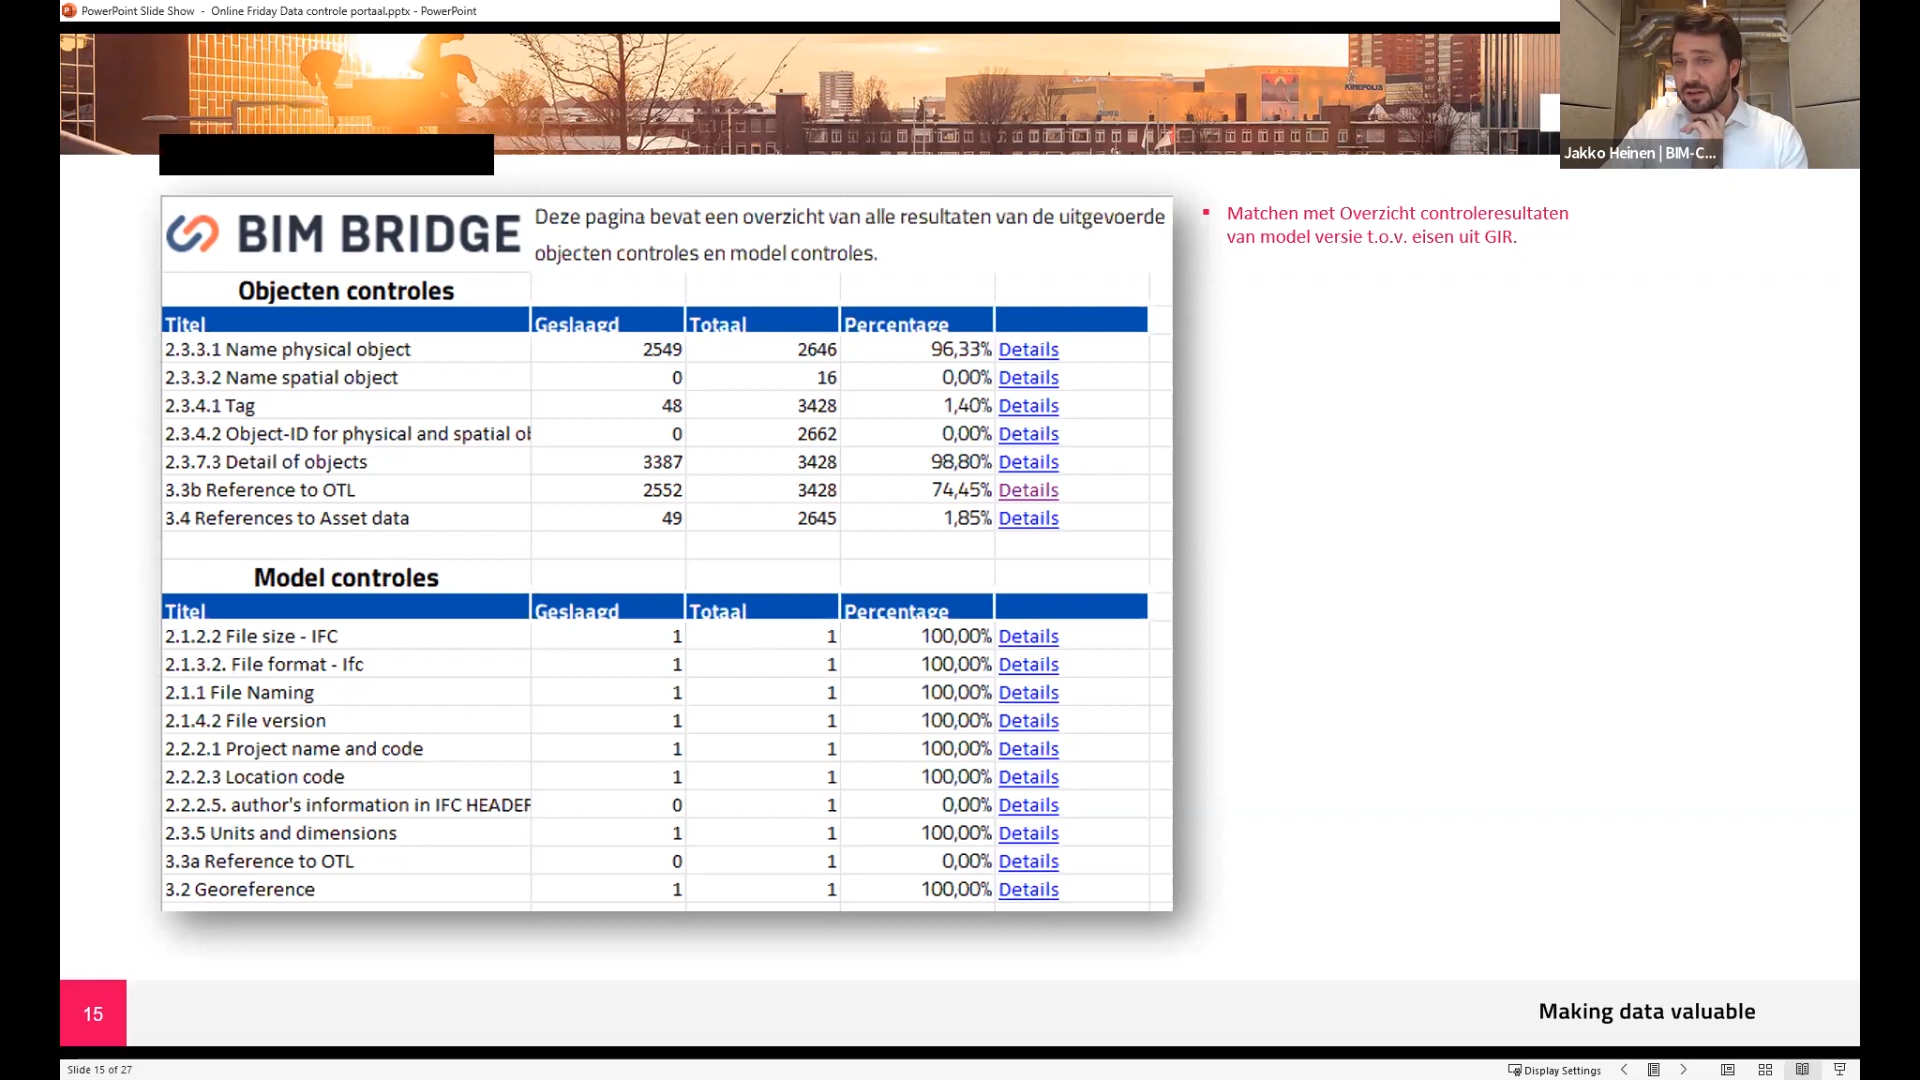 PowerPoint Slide Show - Online Friday Data controle portaal.pptx - PowerPoint
KINEPOLIS
Jakko Heinen | BIM-C...
BIM BRIDGE
Deze pagina bevat een overzicht van alle resultaten van de uitgevoerde
objecten controles en model controles.
Matchen met Overzicht controleresultaten
van model versie t.o.v. eisen uit GIR.
Objecten controles
Titel Geslaagd Totaal Percentage
2.3.3.1 Name physical object 2549 2646 96,33% Details
2.3.3.2 Name spatial object 0 16 0,00% Details
2.3.4.1 Tag 48 3428 1,40% Details
2.3.4.2 Object-ID for physical and spatial ob 0 2662 0,00% Details
2.3.7.3 Detail of objects 3387 3428 98,80% Details
3.3b Reference to OTL 2552 3428 74,45% Details
3.4 References to Asset data 49 2645 1,85% Details
Model controles
Titel Geslaagd Totaal Percentage
2.1.2.2 File size - IFC 1 1 100,00% Details
2.1.3.2. File format - Ifc 1 1 100,00% Details
2.1.1 File Naming 1 1 100,00% Details
2.1.4.2 File version 1 1 100,00% Details
2.2.2.1 Project name and code 1 1 100,00% Details
2.2.2.3 Location code 1 1 100,00% Details
2.2.2.5. author's information in IFC HEADER 0 1 0,00% Details
2.3.5 Units and dimensions 1 1 100,00% Details
3.3a Reference to OTL 0 1 0,00% Details
3.2 Georeference 1 1 100,00% Details
15
Making data valuable
Slide 15 of 27
Display Settings